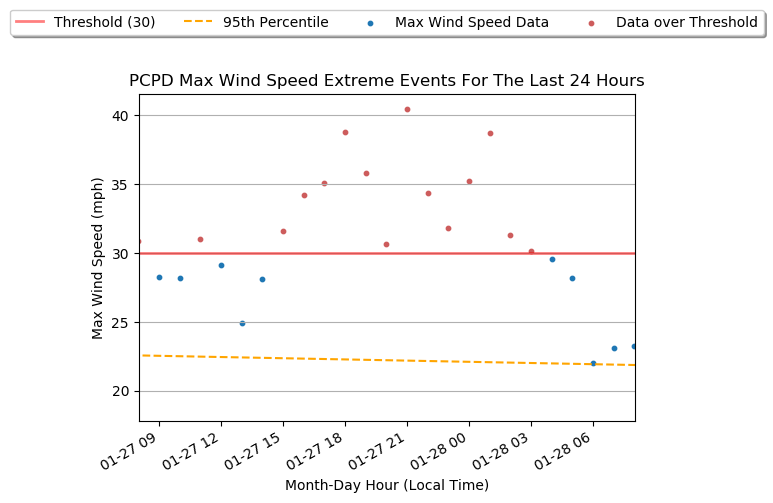 Threshold (30) 95th Percentile Max Wind Speed Data Data over Threshold
PCPD Max Wind Speed Extreme Events For The Last 24 Hours
Max Wind Speed (mph)
40
35
30
25
20
01-27 09 01-27 12 01-27 15 01-27 18 01-27 21 01-28 00 01-28 03 01-28 06
Month-Day Hour (Local Time)